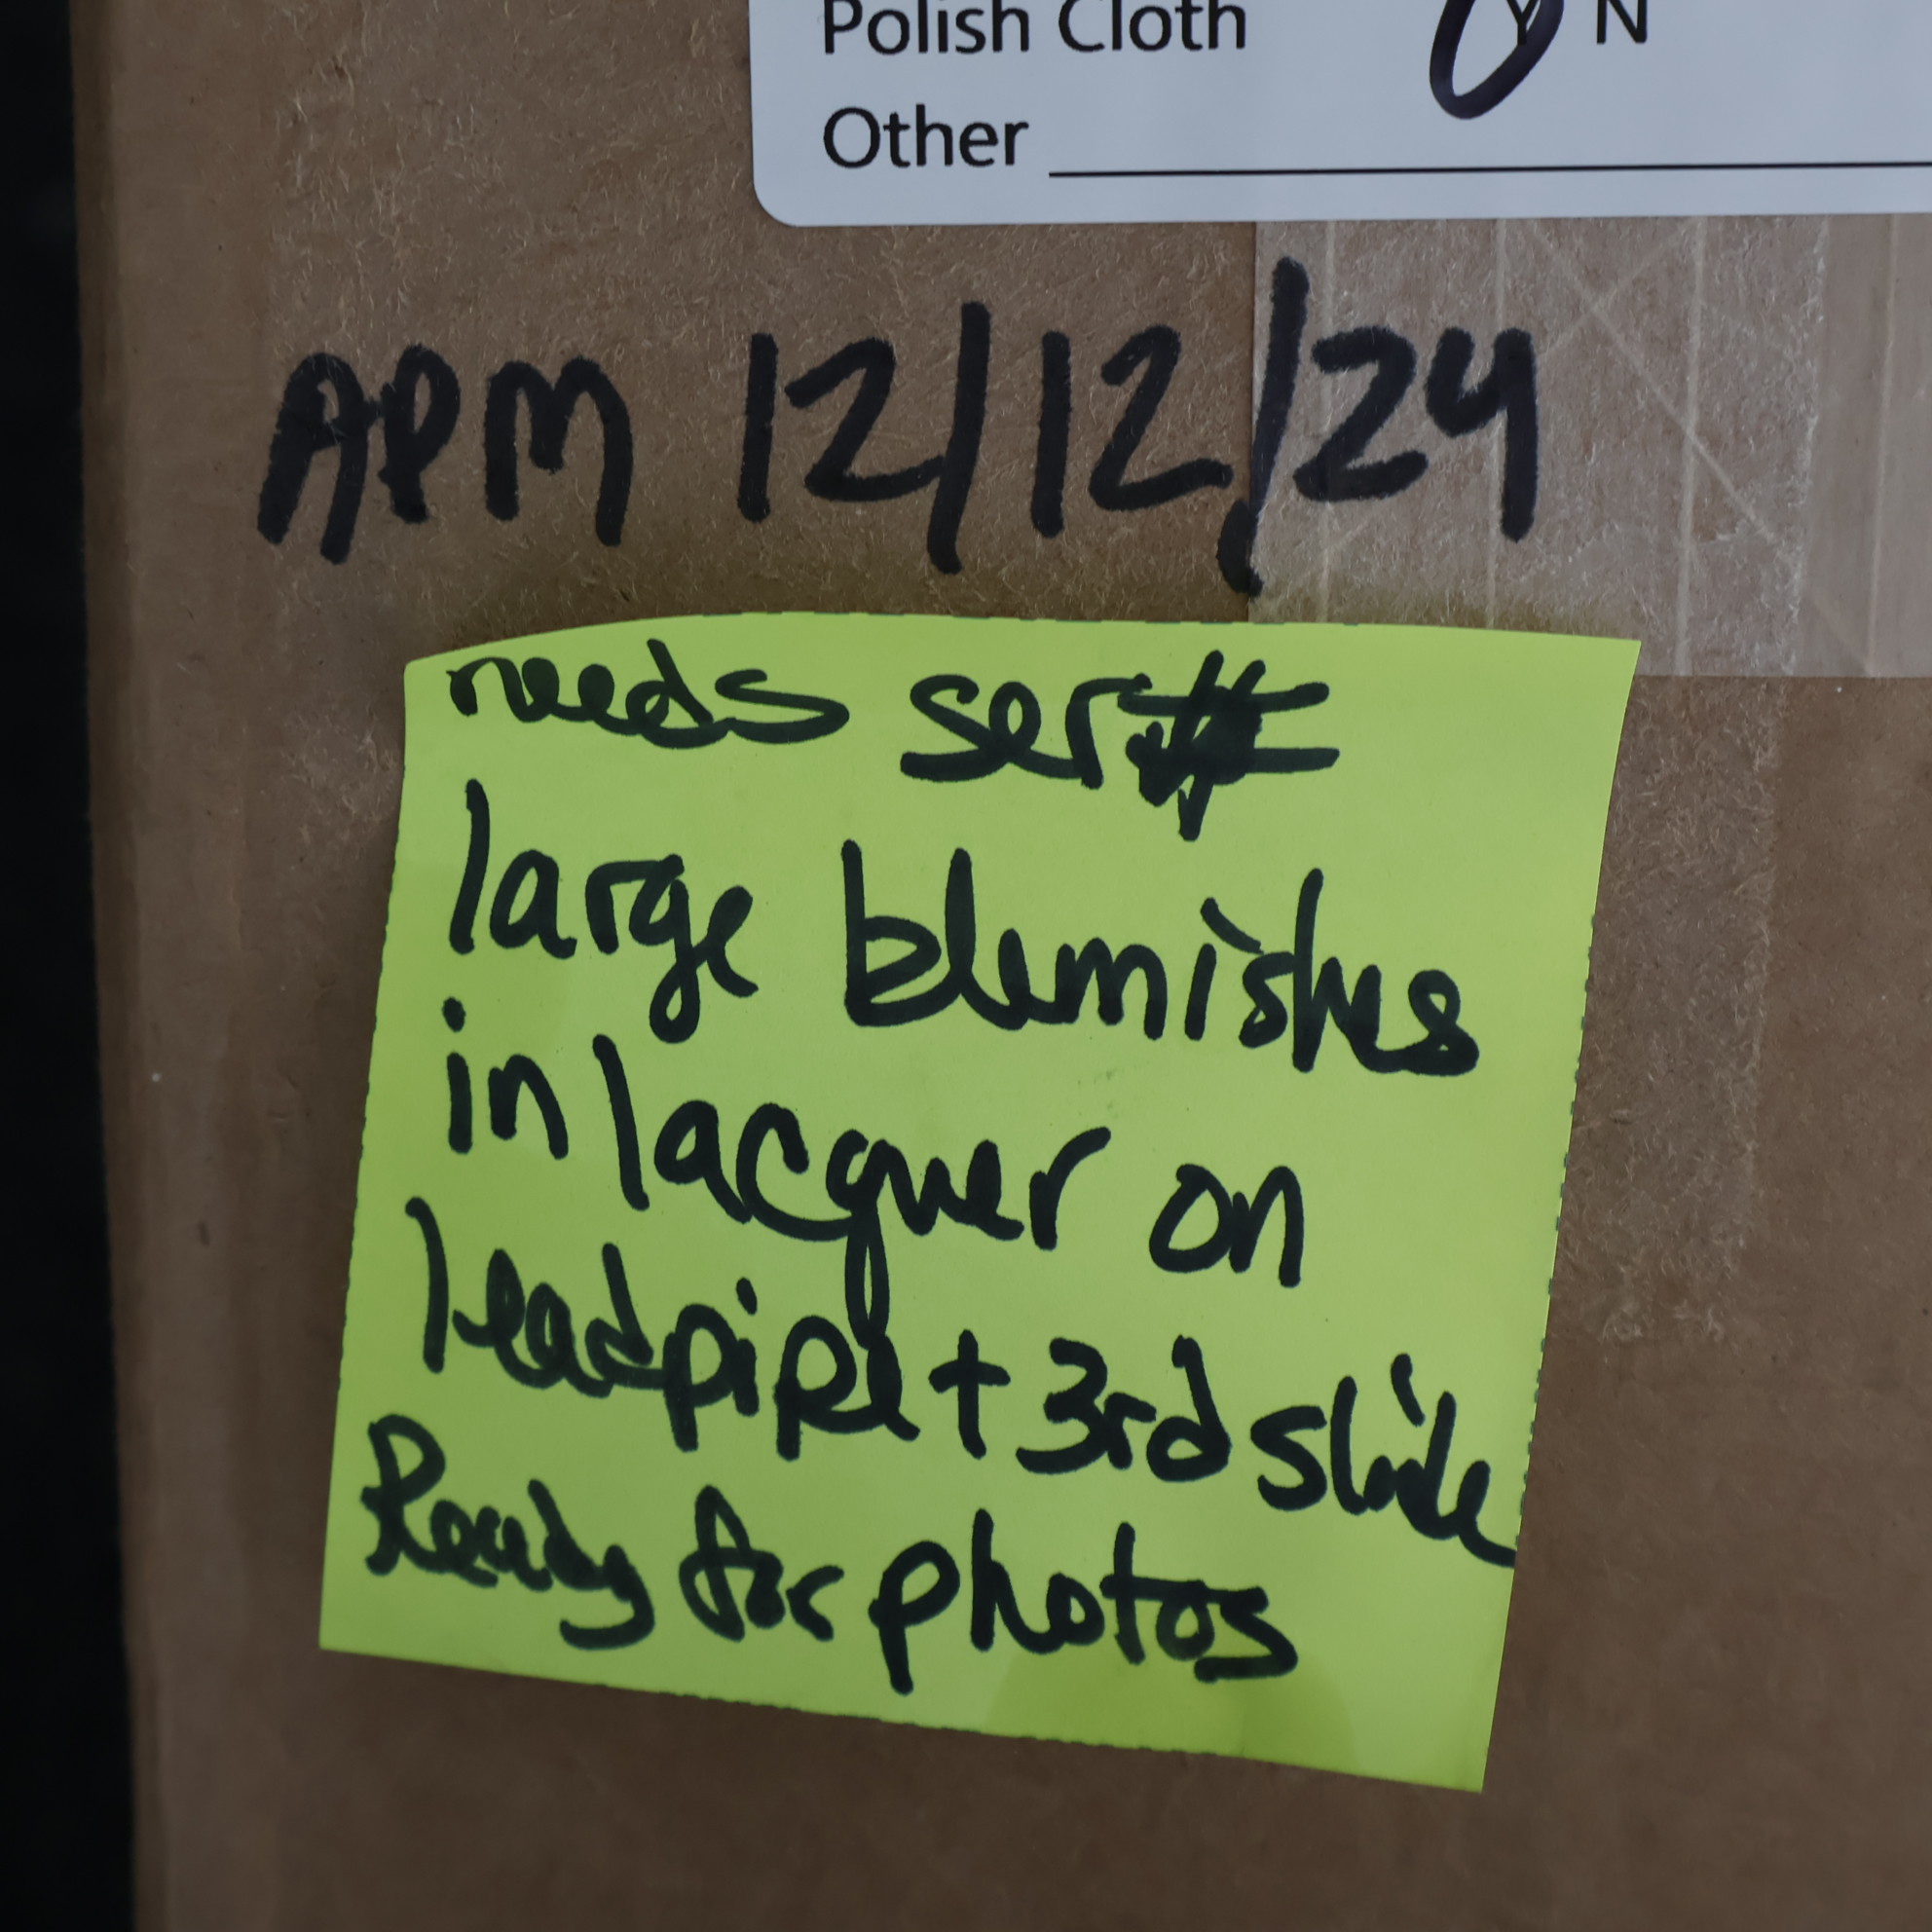 Polish Cloth Y N
Other
APM 12/12/24
needs ser#
large blemishes
in lacquer on
leadpipe + 3rd slide
Ready for photos